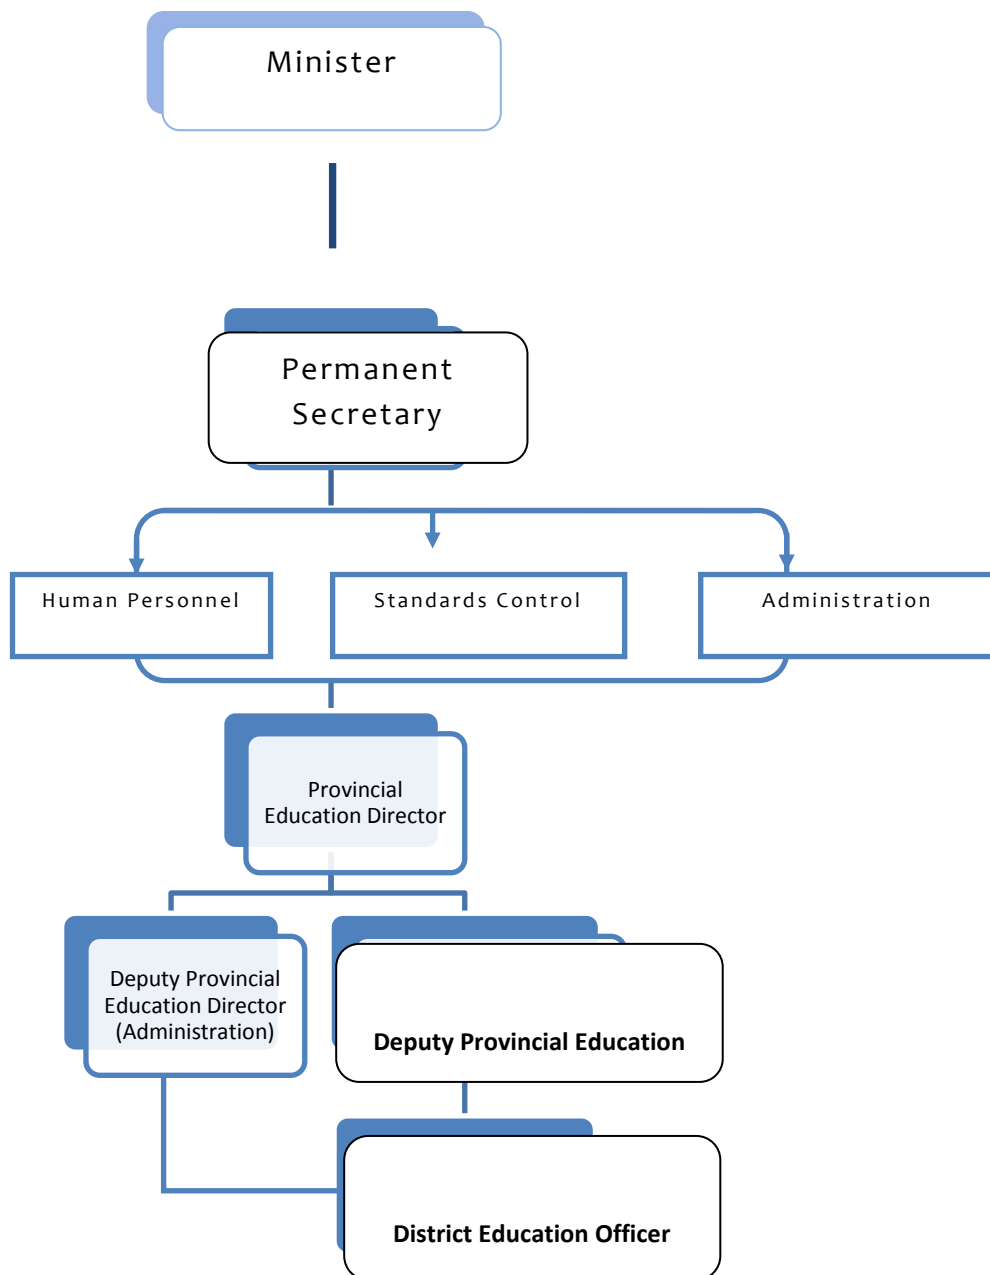 Minister
Permanent
Secretary
Human Personnel
Standards Control
Administration
Provincial
Education Director
Deputy Provincial
Education Director
(Administration)
Deputy Provincial Education
District Education Officer